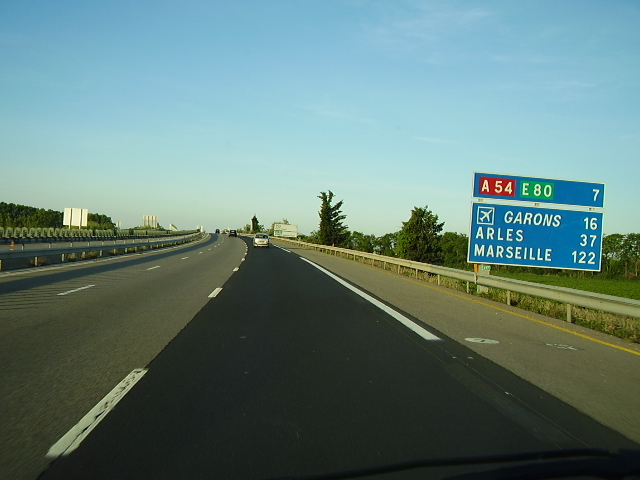 A 54 E 80 7
GARONS 16
ARLES 37
MARSEILLE 122